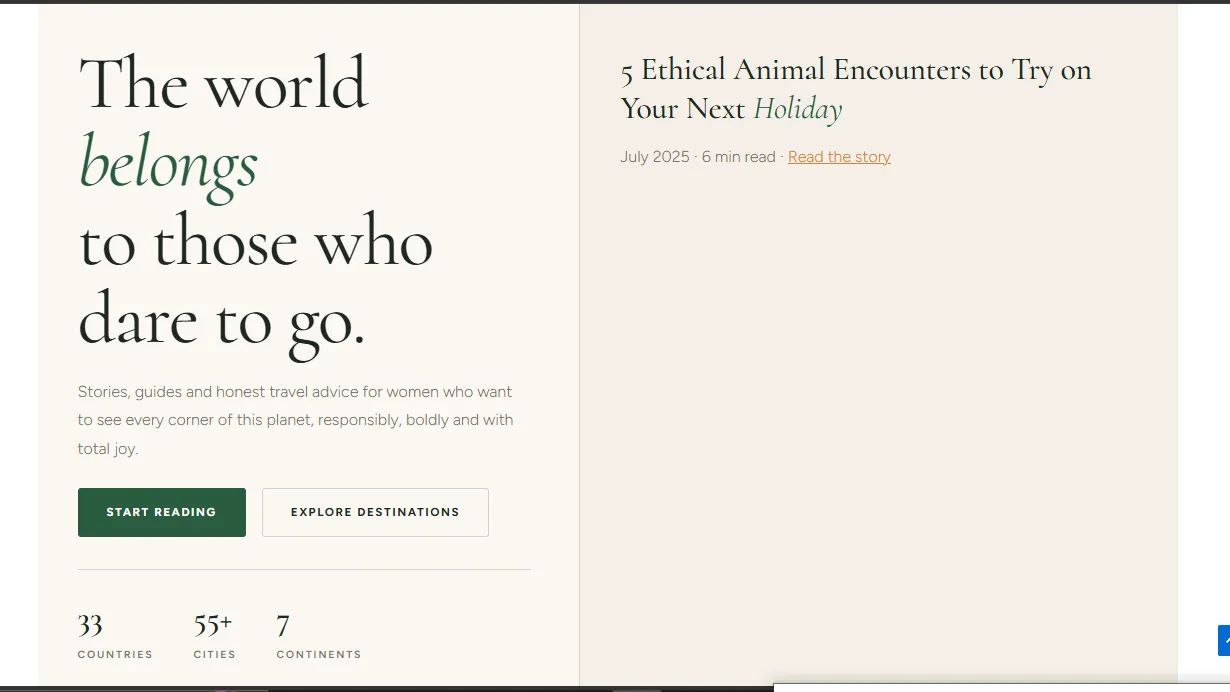 The world
belongs
to those who
dare to go.
Stories, guides and honest travel advice for women who want
to see every corner of this planet, responsibly, boldly and with
total joy.
START READING
EXPLORE DESTINATIONS
33
COUNTRIES
55+
CITIES
7
CONTINENTS
5 Ethical Animal Encounters to Try on
Your Next Holiday
July 2025 · 6 min read · Read the story